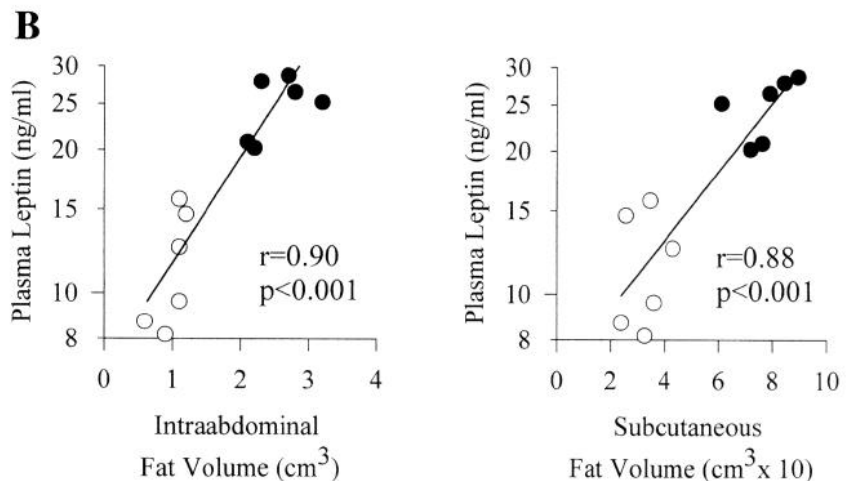 B
Plasma Leptin (ng/ml)
30
25
20
15
10
8
r=0.90
p<0.001
0 1 2 3 4
Intraabdominal
Fat Volume (cm³)
Plasma Leptin (ng/ml)
30
25
20
15
10
8
r=0.88
p<0.001
0 2 4 6 8 10
Subcutaneous
Fat Volume (cm³x 10)